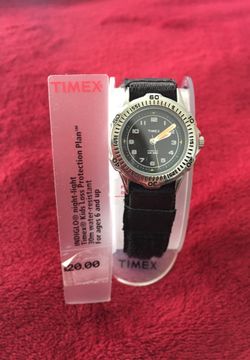 TIMEX
INDIGLO® night-light
Timex® Kids Loss Protection Plan™
30m water-resistant
for ages 6 and up
$20.00
TIMEX
TIMEX